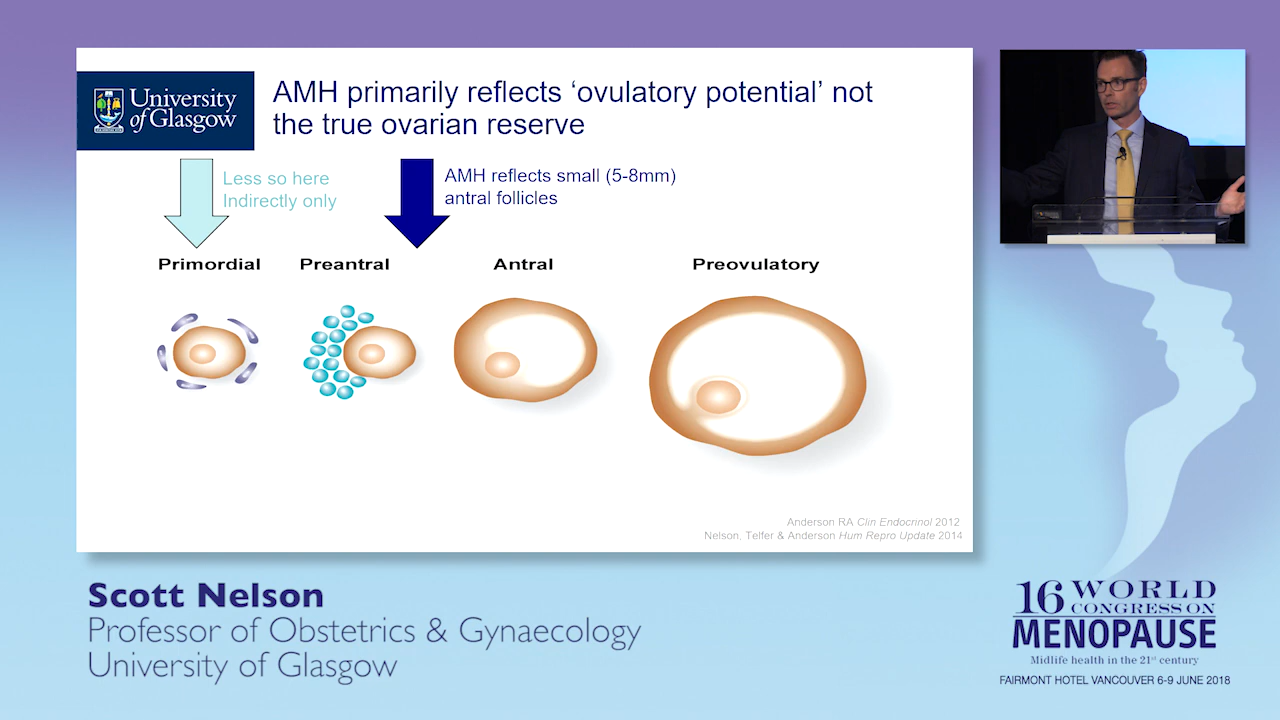 University
of Glasgow
AMH primarily reflects ‘ovulatory potential’ not
the true ovarian reserve
Less so here
Indirectly only
AMH reflects small (5-8mm)
antral follicles
Primordial
Preantral
Antral
Preovulatory
Anderson RA Clin Endocrinol 2012
Nelson, Telfer & Anderson Hum Repro Update 2014
Scott Nelson
Professor of Obstetrics & Gynaecology
University of Glasgow
16 WORLD
CONGRESS ON
MENOPAUSE
Midlife health in the 21st century
FAIRMONT HOTEL VANCOUVER 6-9 JUNE 2018